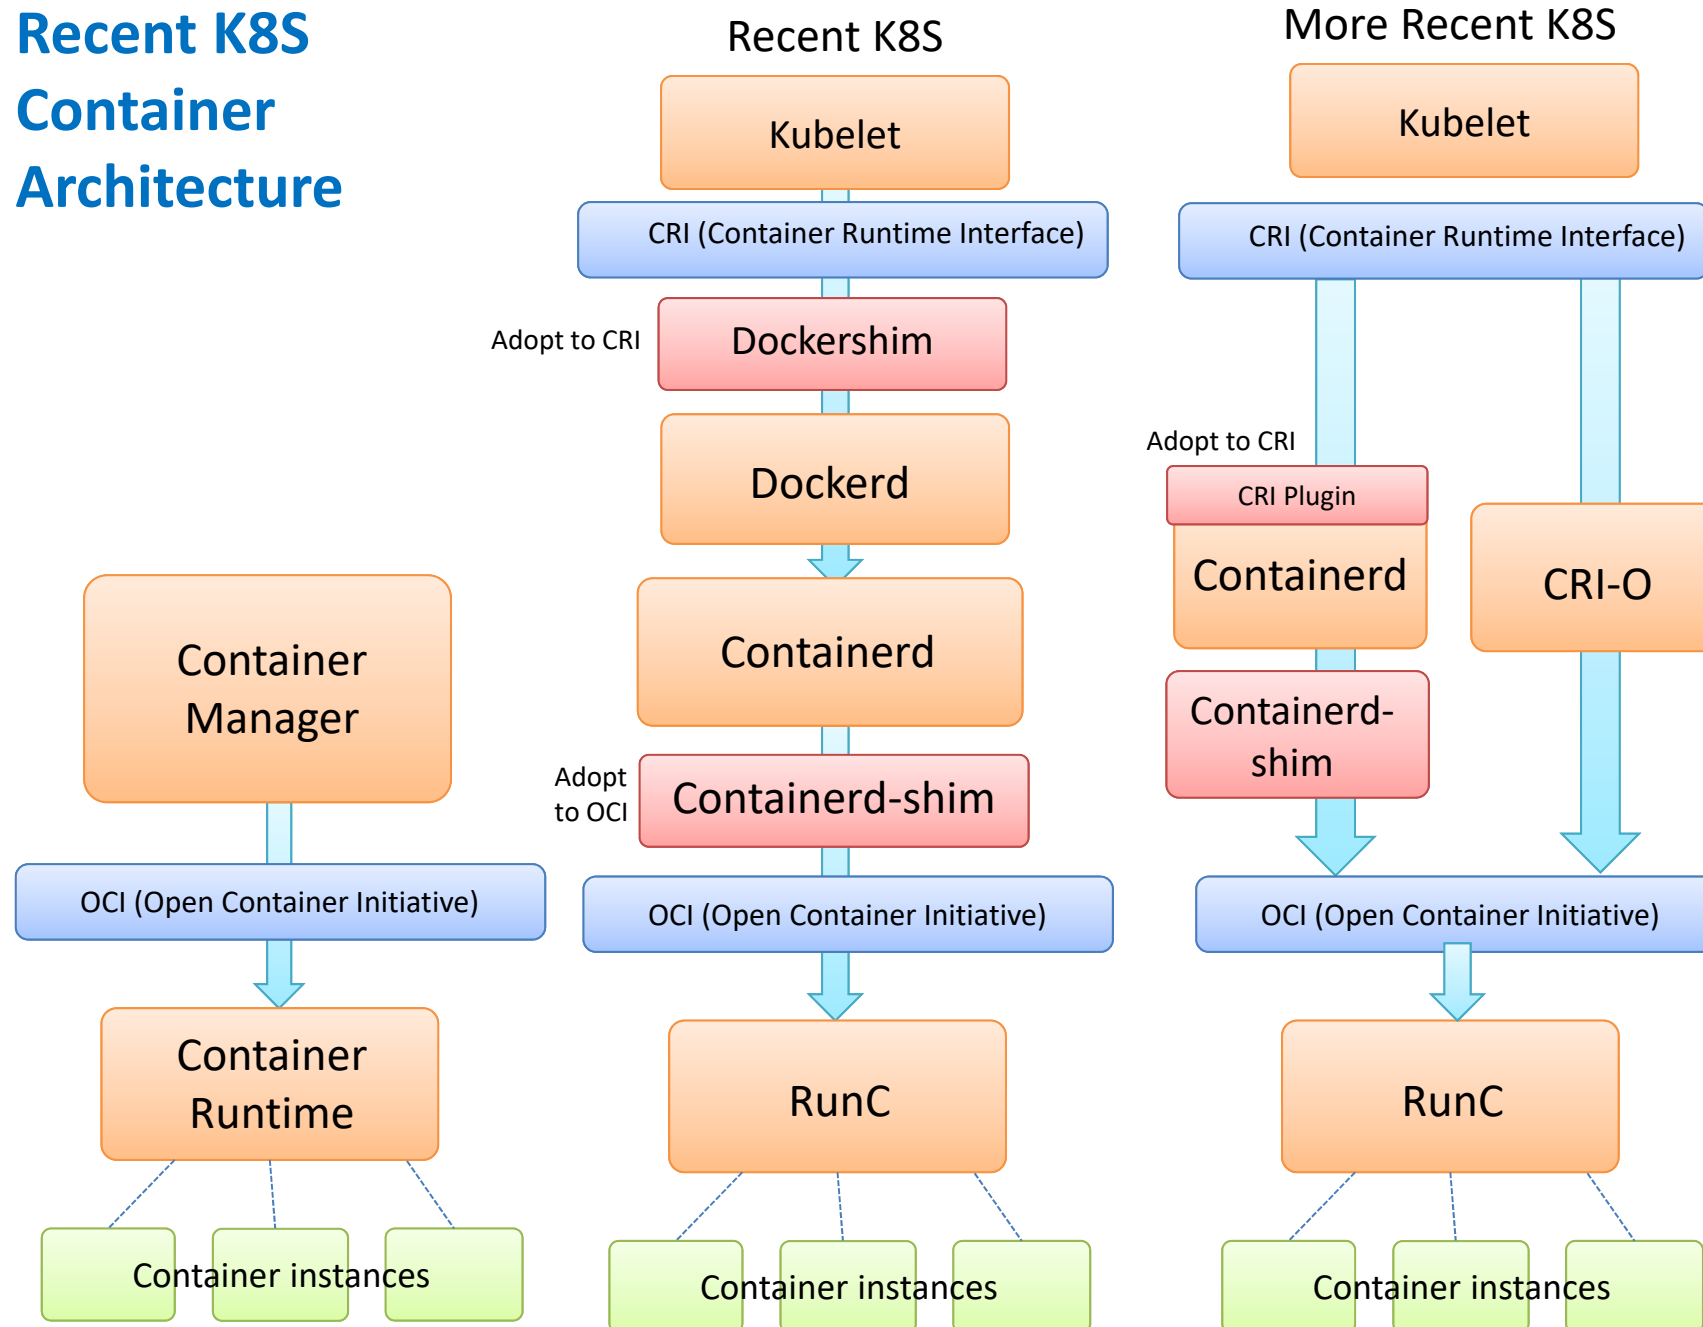 Recent K8S
Container
Architecture
Container
Manager
OCI (Open Container Initiative)
Container
Runtime
Container instances
Recent K8S
Kubelet
CRI (Container Runtime Interface)
Adopt to CRI
Dockershim
Dockerd
Containerd
Adopt
to OCI
Containerd-shim
OCI (Open Container Initiative)
RunC
Container instances
More Recent K8S
Kubelet
CRI (Container Runtime Interface)
Adopt to CRI
CRI Plugin
Containerd
CRI-O
Containerd-
shim
OCI (Open Container Initiative)
RunC
Container instances